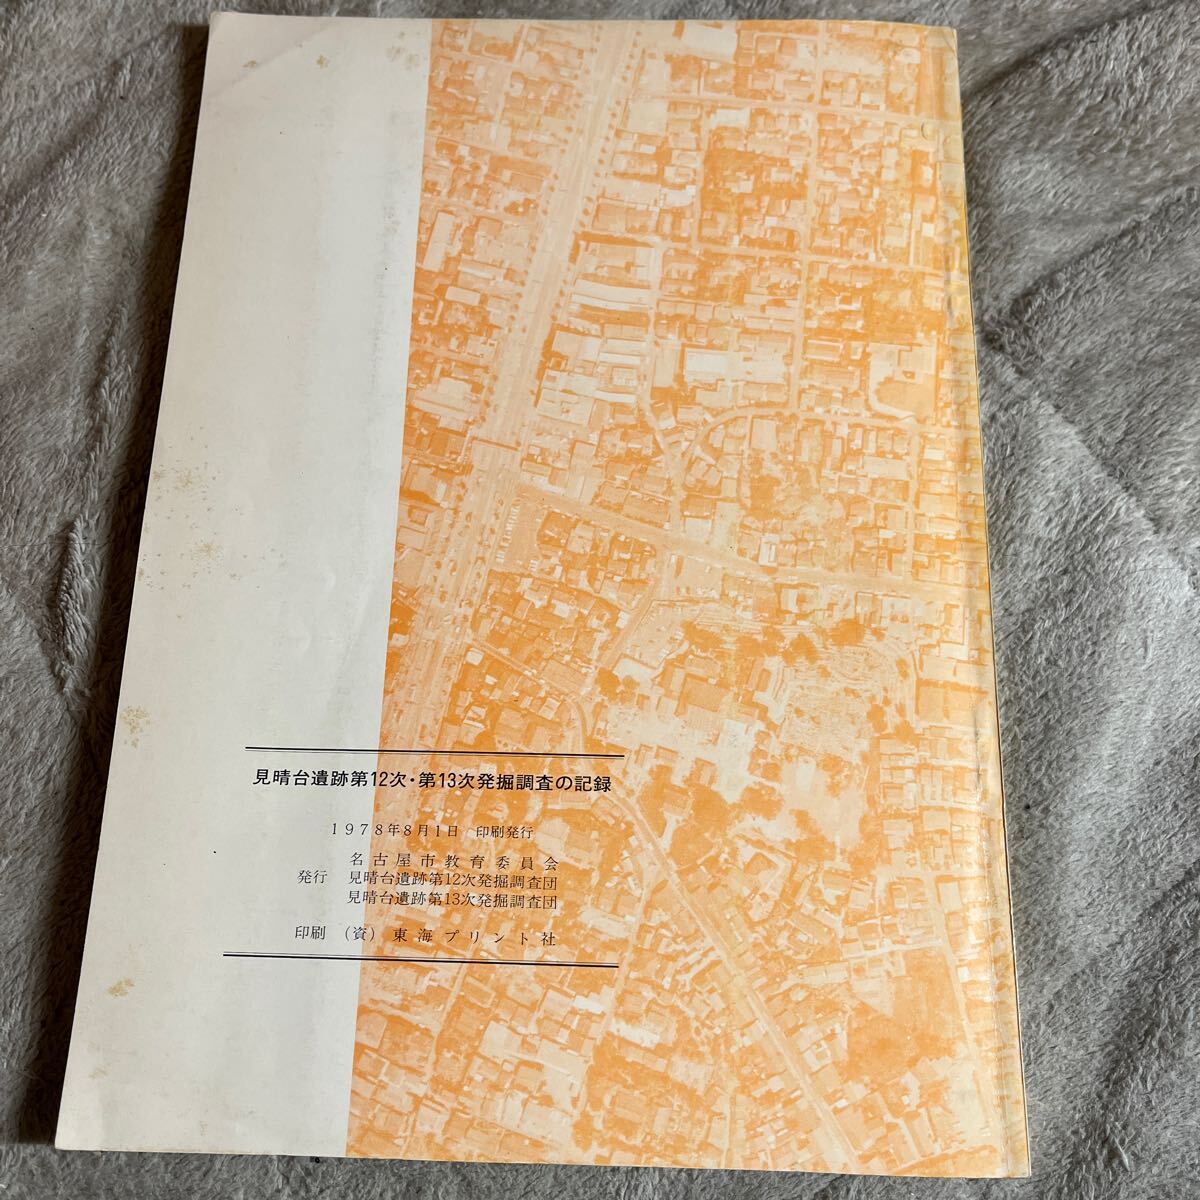 見晴台遺跡第12次・第13次発掘調査の記録
1978年8月1日 印刷発行
名古屋市教育委員会
発行 見晴台遺跡第12次発掘調査団
見晴台遺跡第13次発掘調査団
印刷 (資) 東海プリント社